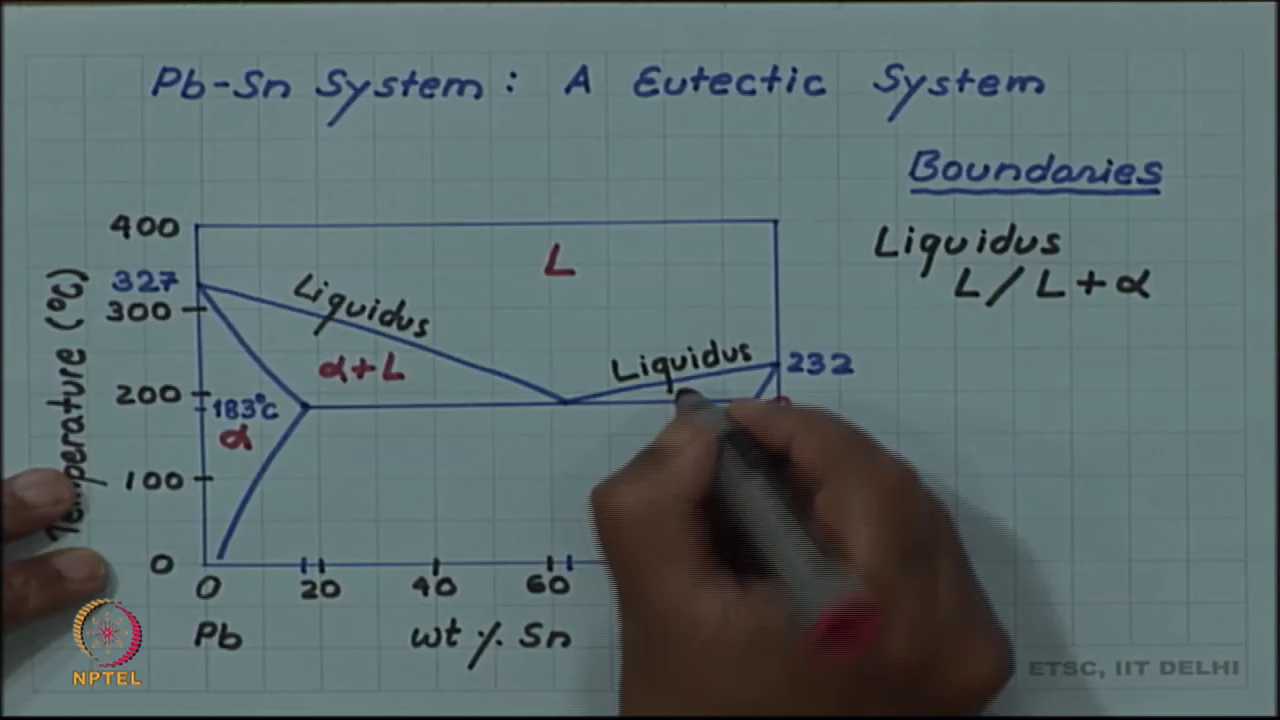 Pb-Sn System: A Eutectic System
Boundaries
Liquidus
L/L+α
400
327
300
200
183°C
100
0
Temperature (°C)
L
Liquidus
α+L
Liquidus
232
α
0 20 40 60
Pb wt % Sn
NPTEL
ETSC, IIT DELHI